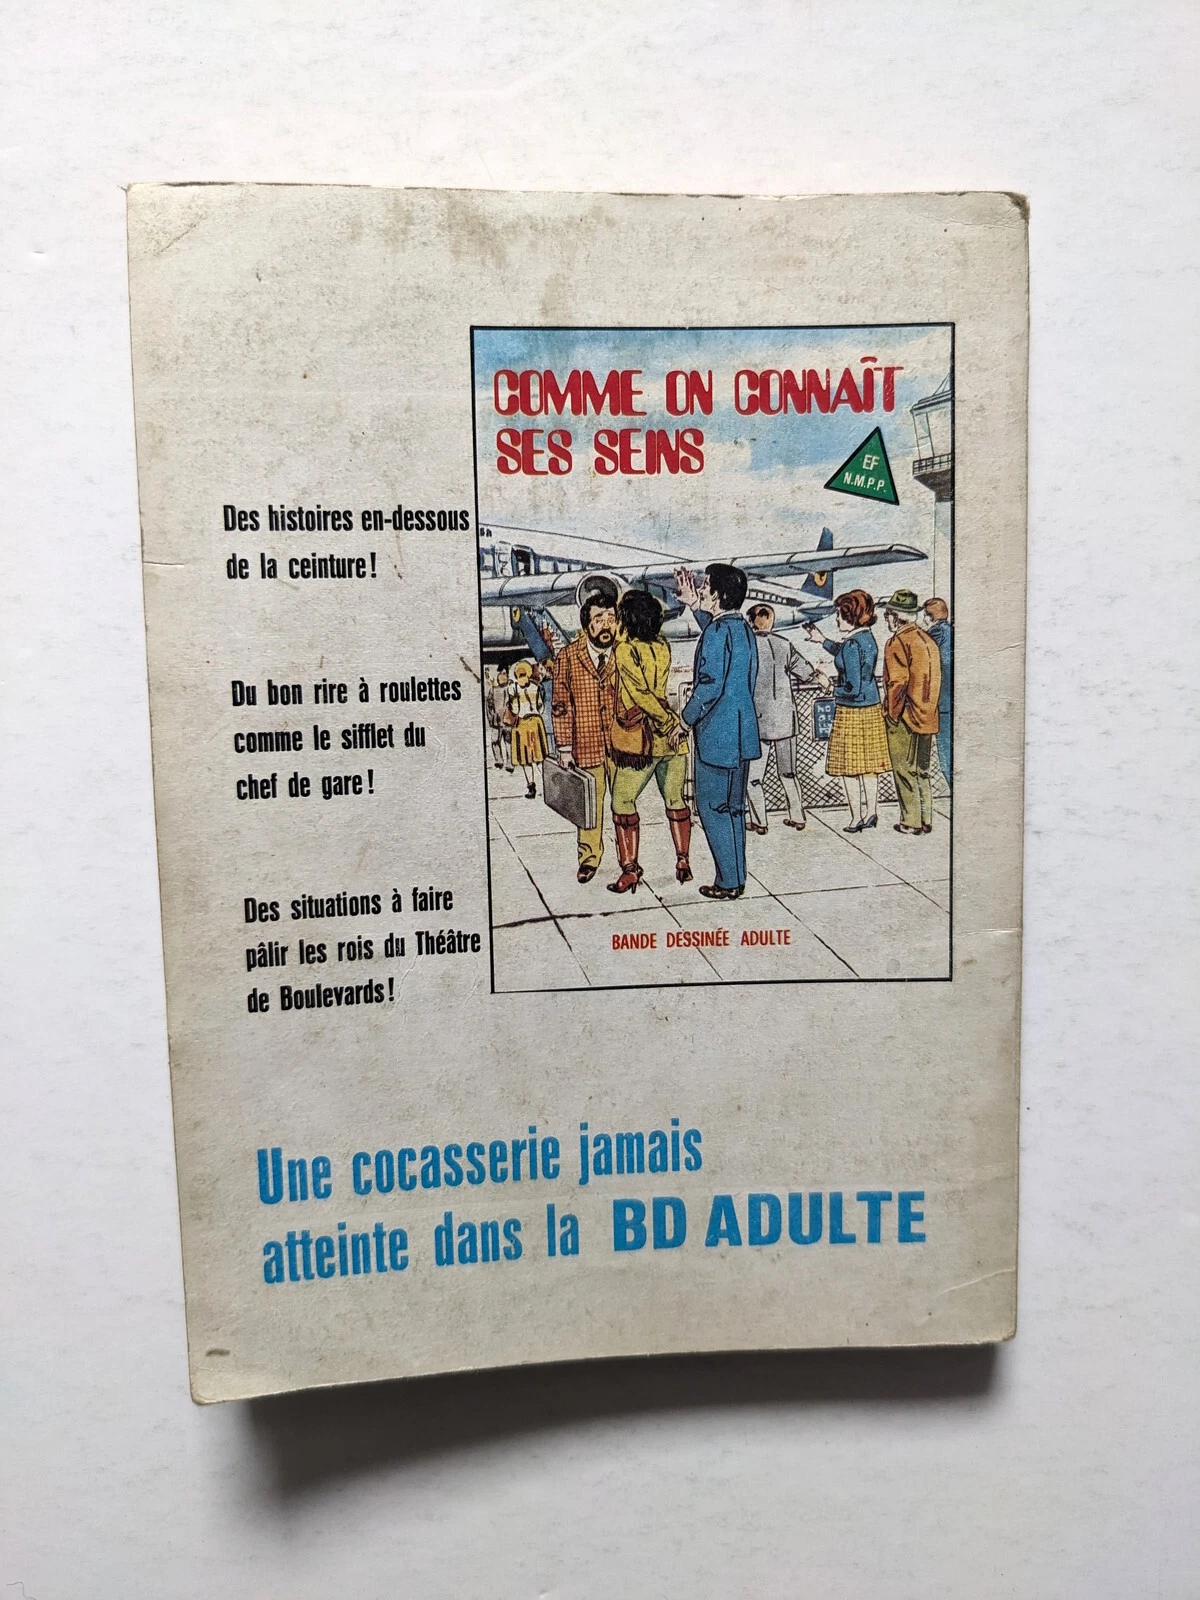 COMME ON CONNAÎT
SES SEINS
EF
N.M.P.P.
Des histoires en-dessous
de la ceinture!
Du bon rire à roulettes
comme le sifflet du
chef de gare!
Des situations à faire
pâlir les rois du Théâtre
de Boulevards!
BANDE DESSINÉE ADULTE
Une cocasserie jamais
atteinte dans la BD ADULTE